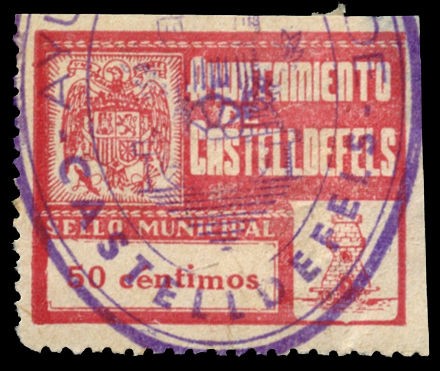 AYUNTAMIENTO
DE
CASTELLDEFELS
SELLO MUNICIPAL
50 centimos
CASTELLDEFELS